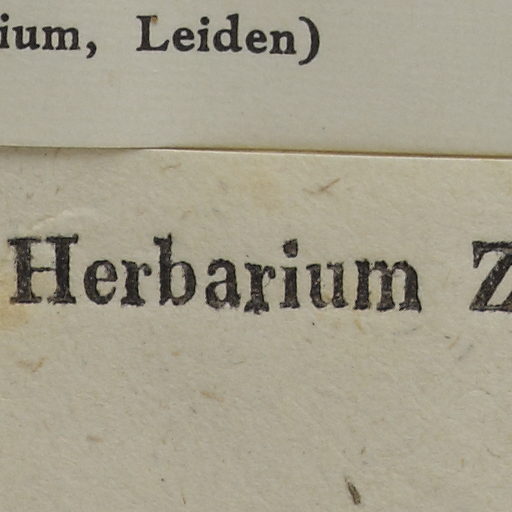 ium, Leiden)
Herbarium Z